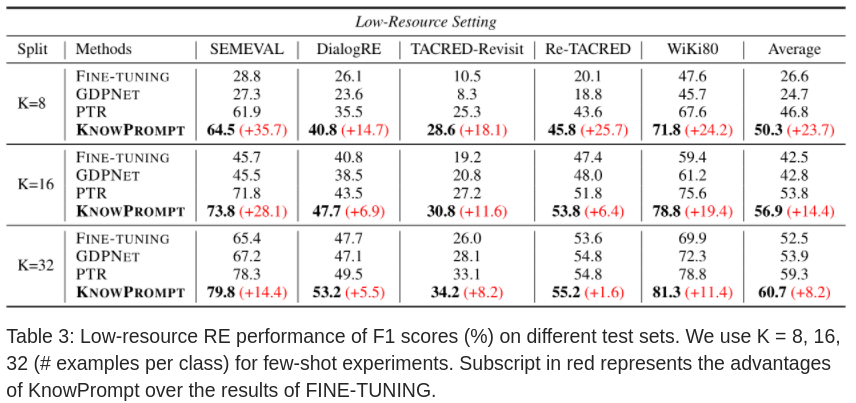 Low-Resource Setting
Split Methods SEMEVAL DialogRE TACRED-Revisit Re-TACRED WiKi80 Average
K=8
FINE-TUNING 28.8 26.1 10.5 20.1 47.6 26.6
GDPNET 27.3 23.6 8.3 18.8 45.7 24.7
PTR 61.9 35.5 25.3 43.6 67.6 46.8
KNOWPROMPT 64.5 (+35.7) 40.8 (+14.7) 28.6 (+18.1) 45.8 (+25.7) 71.8 (+24.2) 50.3 (+23.7)
K=16
FINE-TUNING 45.7 40.8 19.2 47.4 59.4 42.5
GDPNET 45.5 38.5 20.8 48.0 61.2 42.8
PTR 71.8 43.5 27.2 51.8 75.6 53.8
KNOWPROMPT 73.8 (+28.1) 47.7 (+6.9) 30.8 (+11.6) 53.8 (+6.4) 78.8 (+19.4) 56.9 (+14.4)
K=32
FINE-TUNING 65.4 47.7 26.0 53.6 69.9 52.5
GDPNET 67.2 47.1 28.1 54.8 72.3 53.9
PTR 78.3 49.5 33.1 54.8 78.8 59.3
KNOWPROMPT 79.8 (+14.4) 53.2 (+5.5) 34.2 (+8.2) 55.2 (+1.6) 81.3 (+11.4) 60.7 (+8.2)
Table 3: Low-resource RE performance of F1 scores (%) on different test sets. We use K = 8, 16,
32 (# examples per class) for few-shot experiments. Subscript in red represents the advantages
of KnowPrompt over the results of FINE-TUNING.